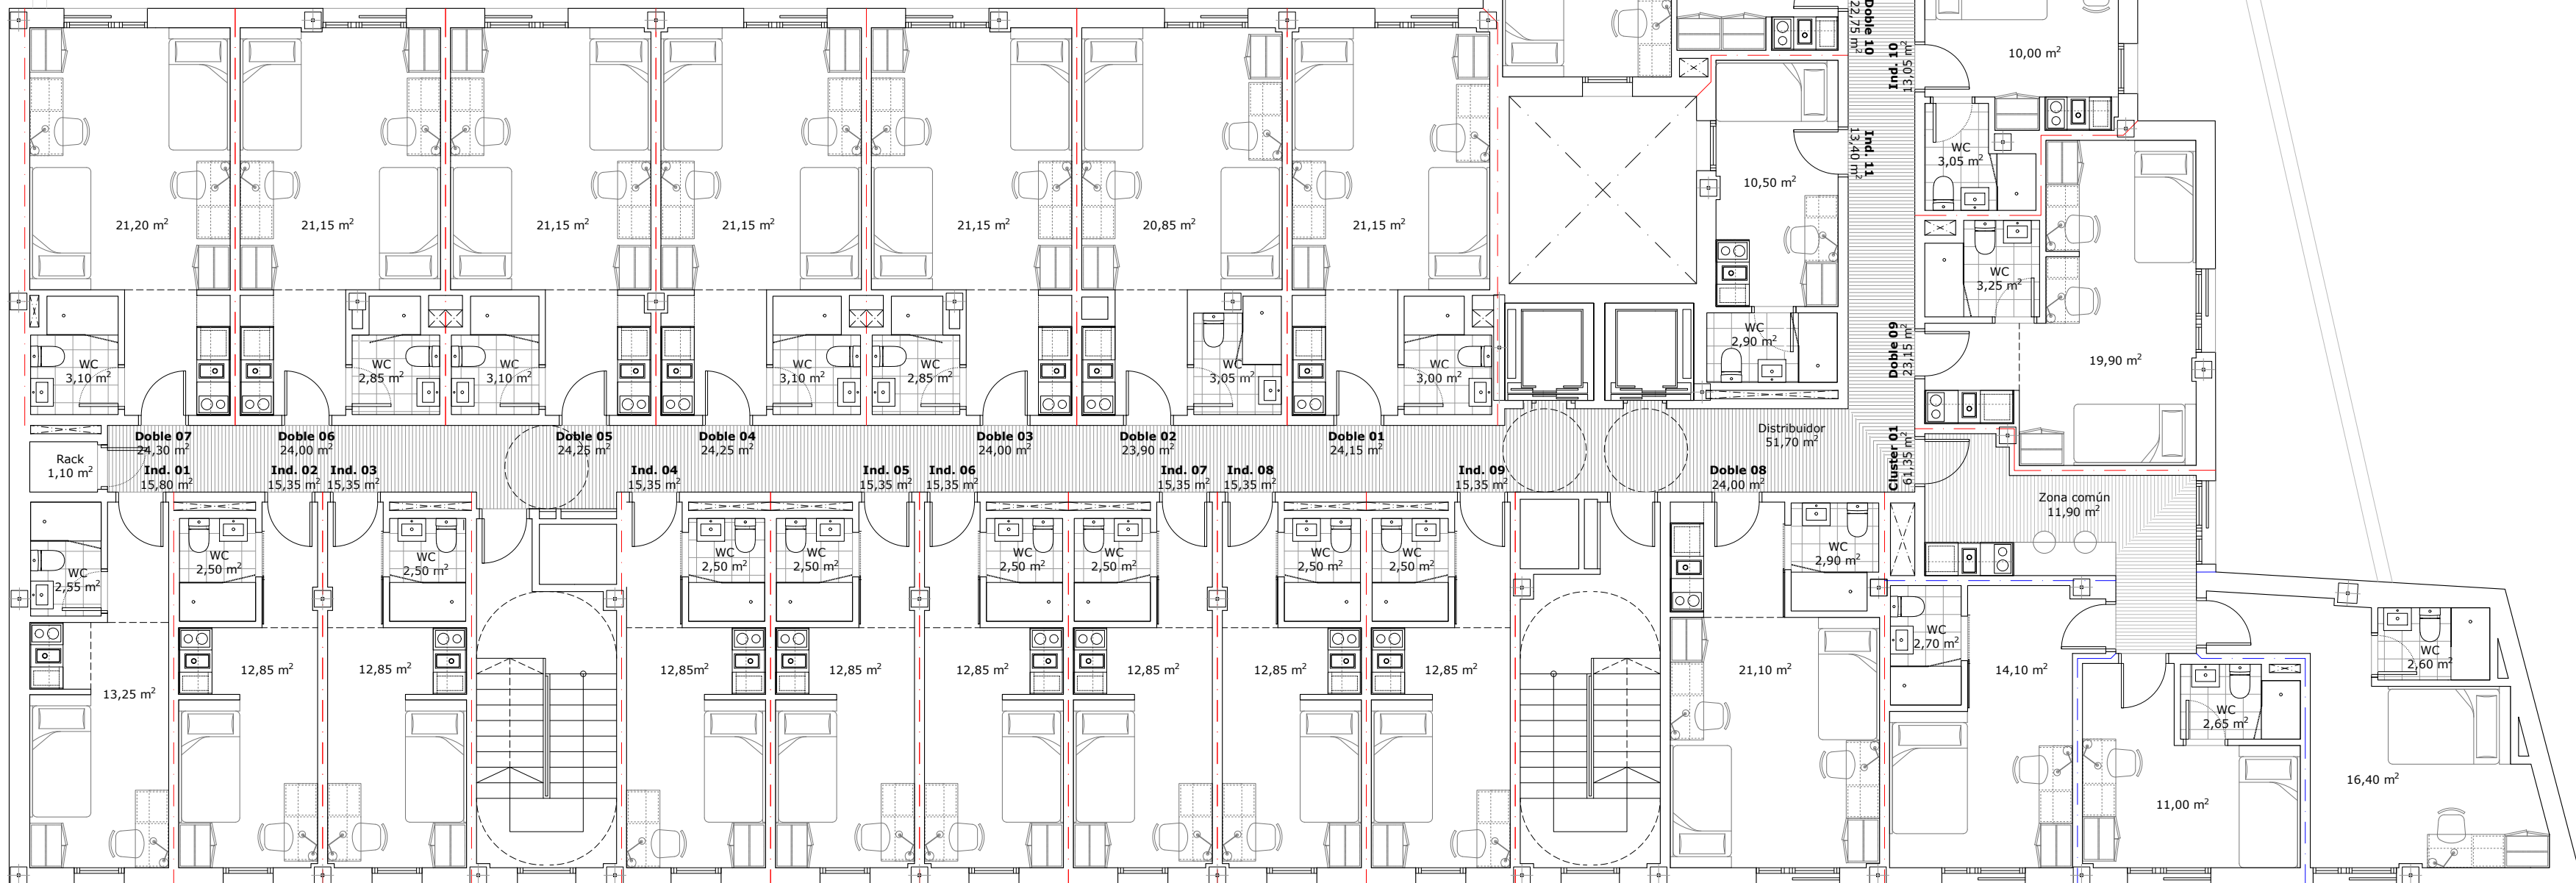 Doble 10
22,75 m²
Ind. 10
13,05 m²
10,00 m²
Ind. 11
13,40 m²
WC
3,05 m²
10,50 m²
21,20 m²
21,15 m²
21,15 m²
21,15 m²
21,15 m²
20,85 m²
21,15 m²
WC
3,25 m²
WC
2,90 m²
Doble 09
23,15 m²
19,90 m²
WC
3,10 m²
WC
2,85 m²
WC
3,10 m²
WC
3,10 m²
WC
2,85 m²
WC
3,05 m²
WC
3,00 m²
Doble 07
24,30 m²
Doble 06
24,00 m²
Doble 05
24,25 m²
Doble 04
24,25 m²
Doble 03
24,00 m²
Doble 02
23,90 m²
Doble 01
24,15 m²
Distribuidor
51,70 m²
Cluster 01
61,35 m²
Rack
1,10 m²
Ind. 01
15,80 m²
Ind. 02
15,35 m²
Ind. 03
15,35 m²
Ind. 04
15,35 m²
Ind. 05
15,35 m²
Ind. 06
15,35 m²
Ind. 07
15,35 m²
Ind. 08
15,35 m²
Ind. 09
15,35 m²
Doble 08
24,00 m²
Zona común
11,90 m²
WC
2,55 m²
WC
2,50 m²
WC
2,50 m²
WC
2,50 m²
WC
2,50 m²
WC
2,50 m²
WC
2,50 m²
WC
2,50 m²
WC
2,50 m²
WC
2,90 m²
WC
2,70 m²
WC
2,60 m²
13,25 m²
12,85 m²
12,85 m²
12,85m²
12,85 m²
12,85 m²
12,85 m²
12,85 m²
12,85 m²
21,10 m²
14,10 m²
WC
2,65 m²
11,00 m²
16,40 m²